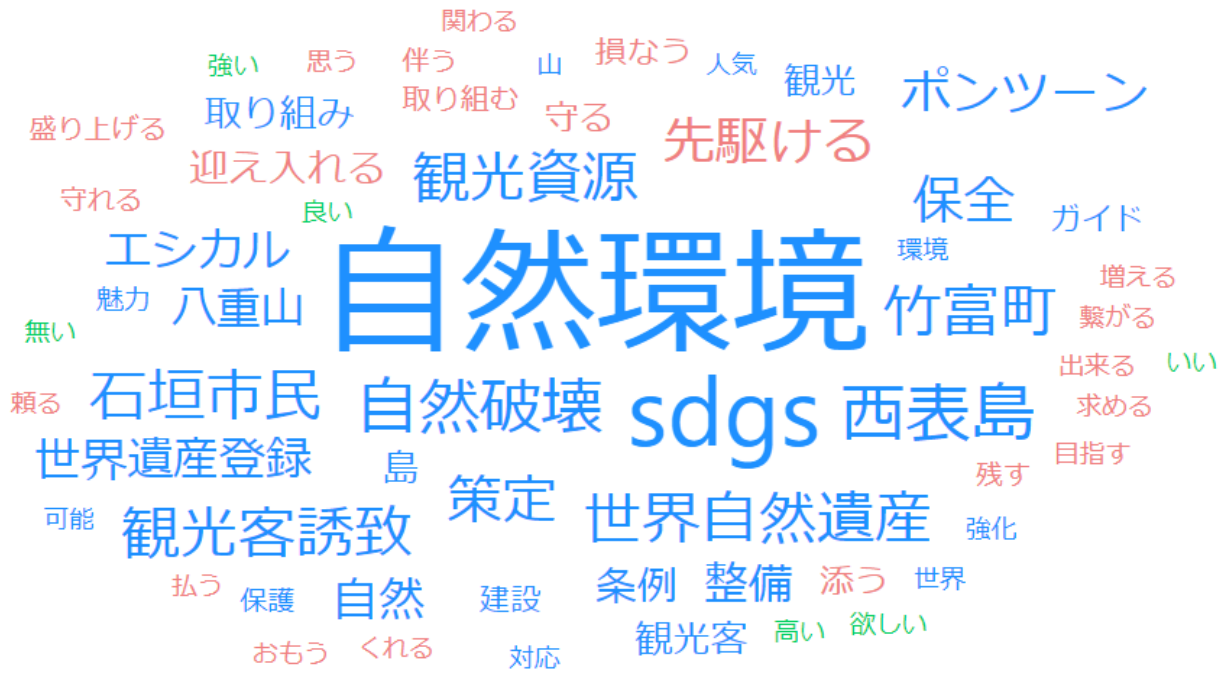 関わる
強い
思う
伴う
山
損なう
人気
観光
ポンツーン
盛り上げる
取り組み
取り組む
守る
先駆ける
迎え入れる
観光資源
保全
ガイド
守れる
良い
エシカル
自然環境
環境
魅力
八重山
竹富町
増える
繋がる
無い
出来る
いい
頼る
石垣市民
自然破壊
sdgs
西表島
求める
世界遺産登録
島
目指す
残す
可能
観光客誘致
策定
世界自然遺産
強化
払う
保護
自然
建設
条例
整備
添う
世界
おもう
くれる
対応
観光客
高い
欲しい